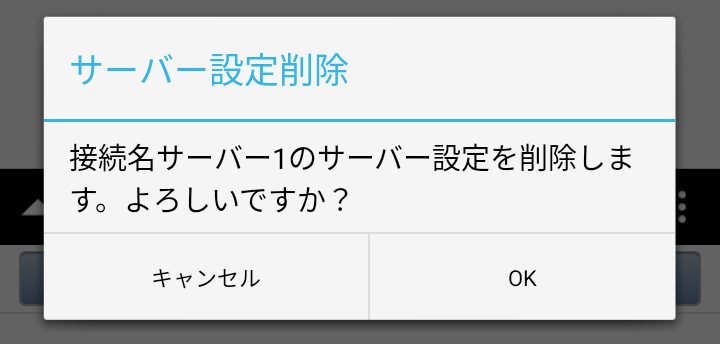 サーバー設定削除
接続名サーバー1のサーバー設定を削除しま
す。よろしいですか？
キャンセル
OK